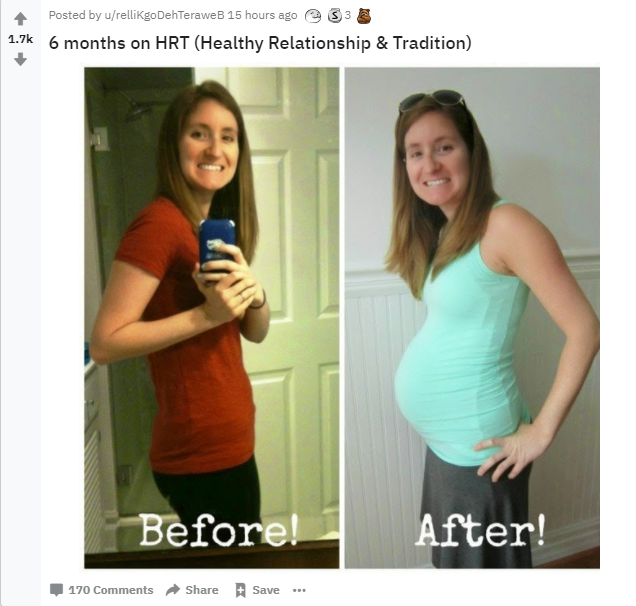 Posted by u/relliKgoDehTeraweB 15 hours ago 3
1.7k
6 months on HRT (Healthy Relationship & Tradition)
Before!
After!
170 Comments Share Save